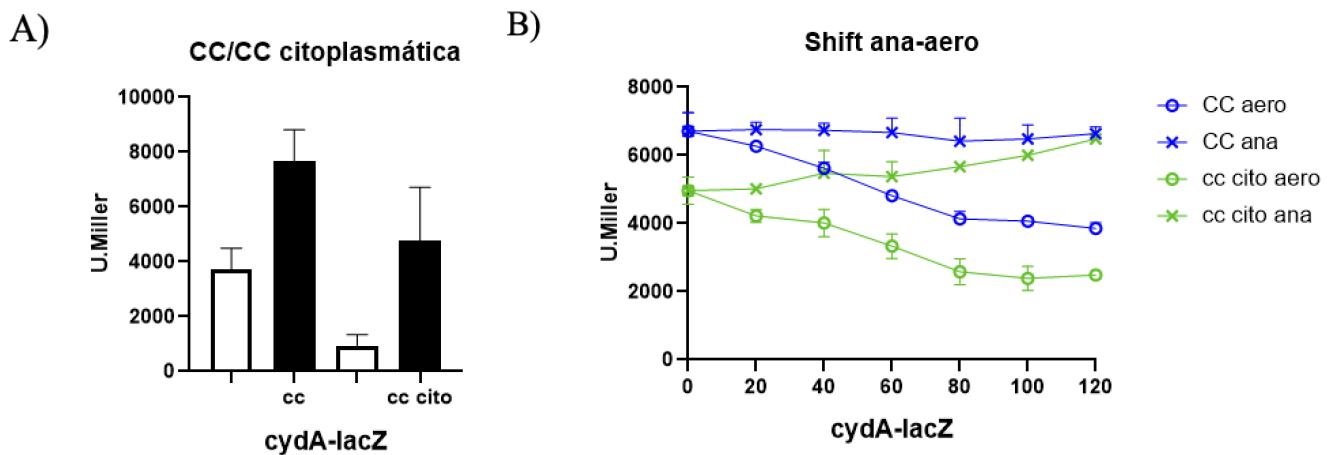 A)
CC/CC citoplasmática
10000
8000
6000
4000
2000
0
U.Miller
cc
cc cito
cydA-lacZ
B)
Shift ana-aero
8000
6000
4000
2000
0
U.Miller
0 20 40 60 80 100 120
cydA-lacZ
CC aero
CC ana
cc cito aero
cc cito ana